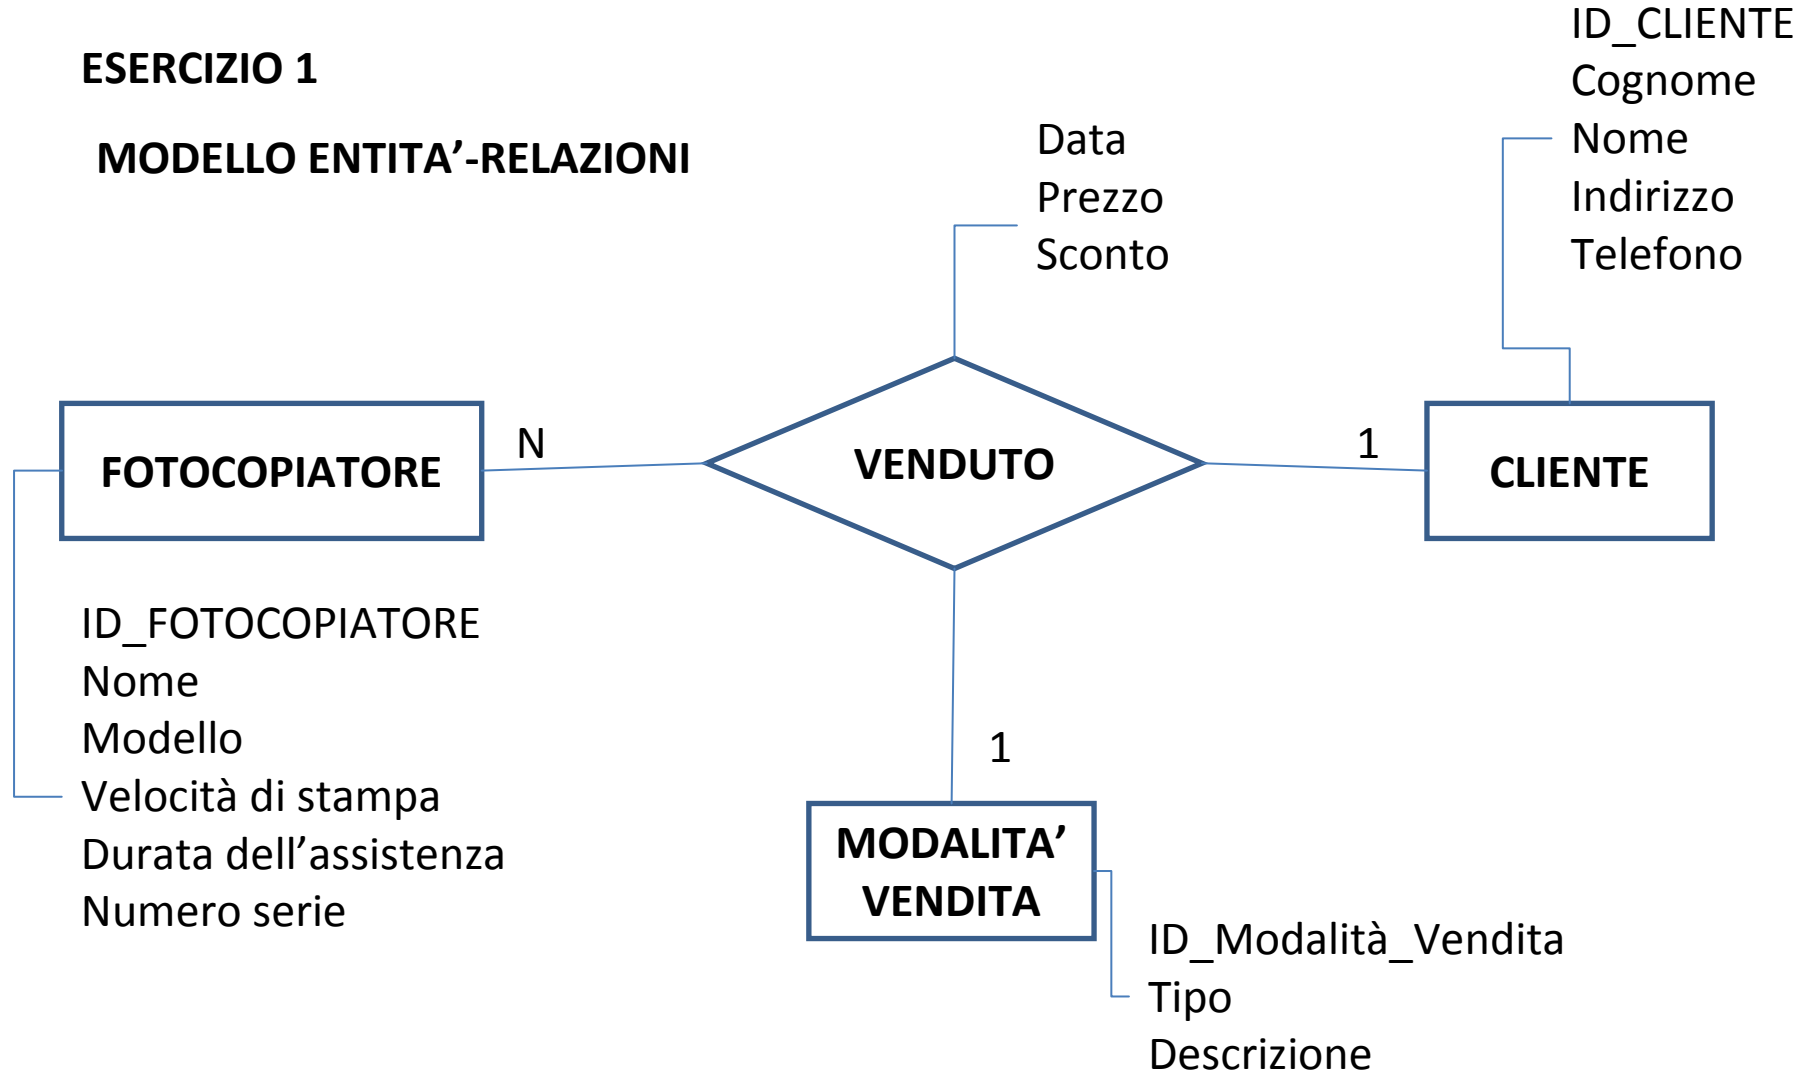 ESERCIZIO 1
MODELLO ENTITA’-RELAZIONI
Data
Prezzo
Sconto
ID_CLIENTE
Cognome
Nome
Indirizzo
Telefono
FOTOCOPIATORE
N
VENDUTO
1
CLIENTE
ID_FOTOCOPIATORE
Nome
Modello
Velocità di stampa
Durata dell’assistenza
Numero serie
1
MODALITA’
VENDITA
ID_Modalità_Vendita
Tipo
Descrizione